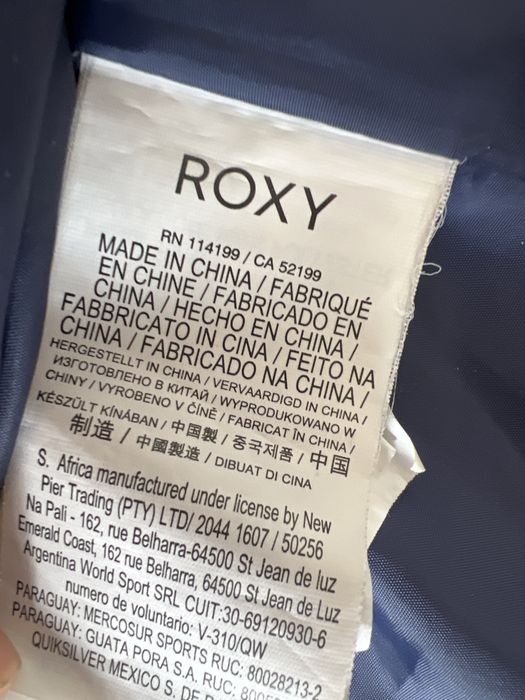 ROXY
RN 114199 / CA 52199
MADE IN CHINA / FABRIQUÉ
EN CHINE / FABRICADO EN
CHINA / HECHO EN CHINA /
FABBRICATO IN CINA / FEITO NA
CHINA / FABRICADO NA CHINA /
HERGESTELLT IN CHINA / VERVAARDIGD IN CHINA /
ИЗГОТОВЛЕНО В КИТАЙ / WYPRODUKOWANO W
CHINY / VYROBENO V ČÍNĚ / FABRICAT ÎN CHINA /
KÉSZÜLT KÍNÁBAN / 中国製 / 중국제품 / 中国
制造 / 中國製造 / DIBUAT DI CINA
S. Africa manufactured under license by New
Pier Trading (PTY) LTD/ 2044 1607 / 50256
Na Pali - 162, rue Belharra-64500 St Jean de luz
Emerald Coast, 162 rue Belharra, 64500 St Jean de luz
Argentina World Sport SRL CUIT:30-69120930-6
numero de voluntario: V-310/QW
PARAGUAY: MERCOSUR SPORTS RUC: 80028213-2
PARAGUAY: GUATA PORA S.A. RUC:
QUIKSILVER MEXICO S. DE